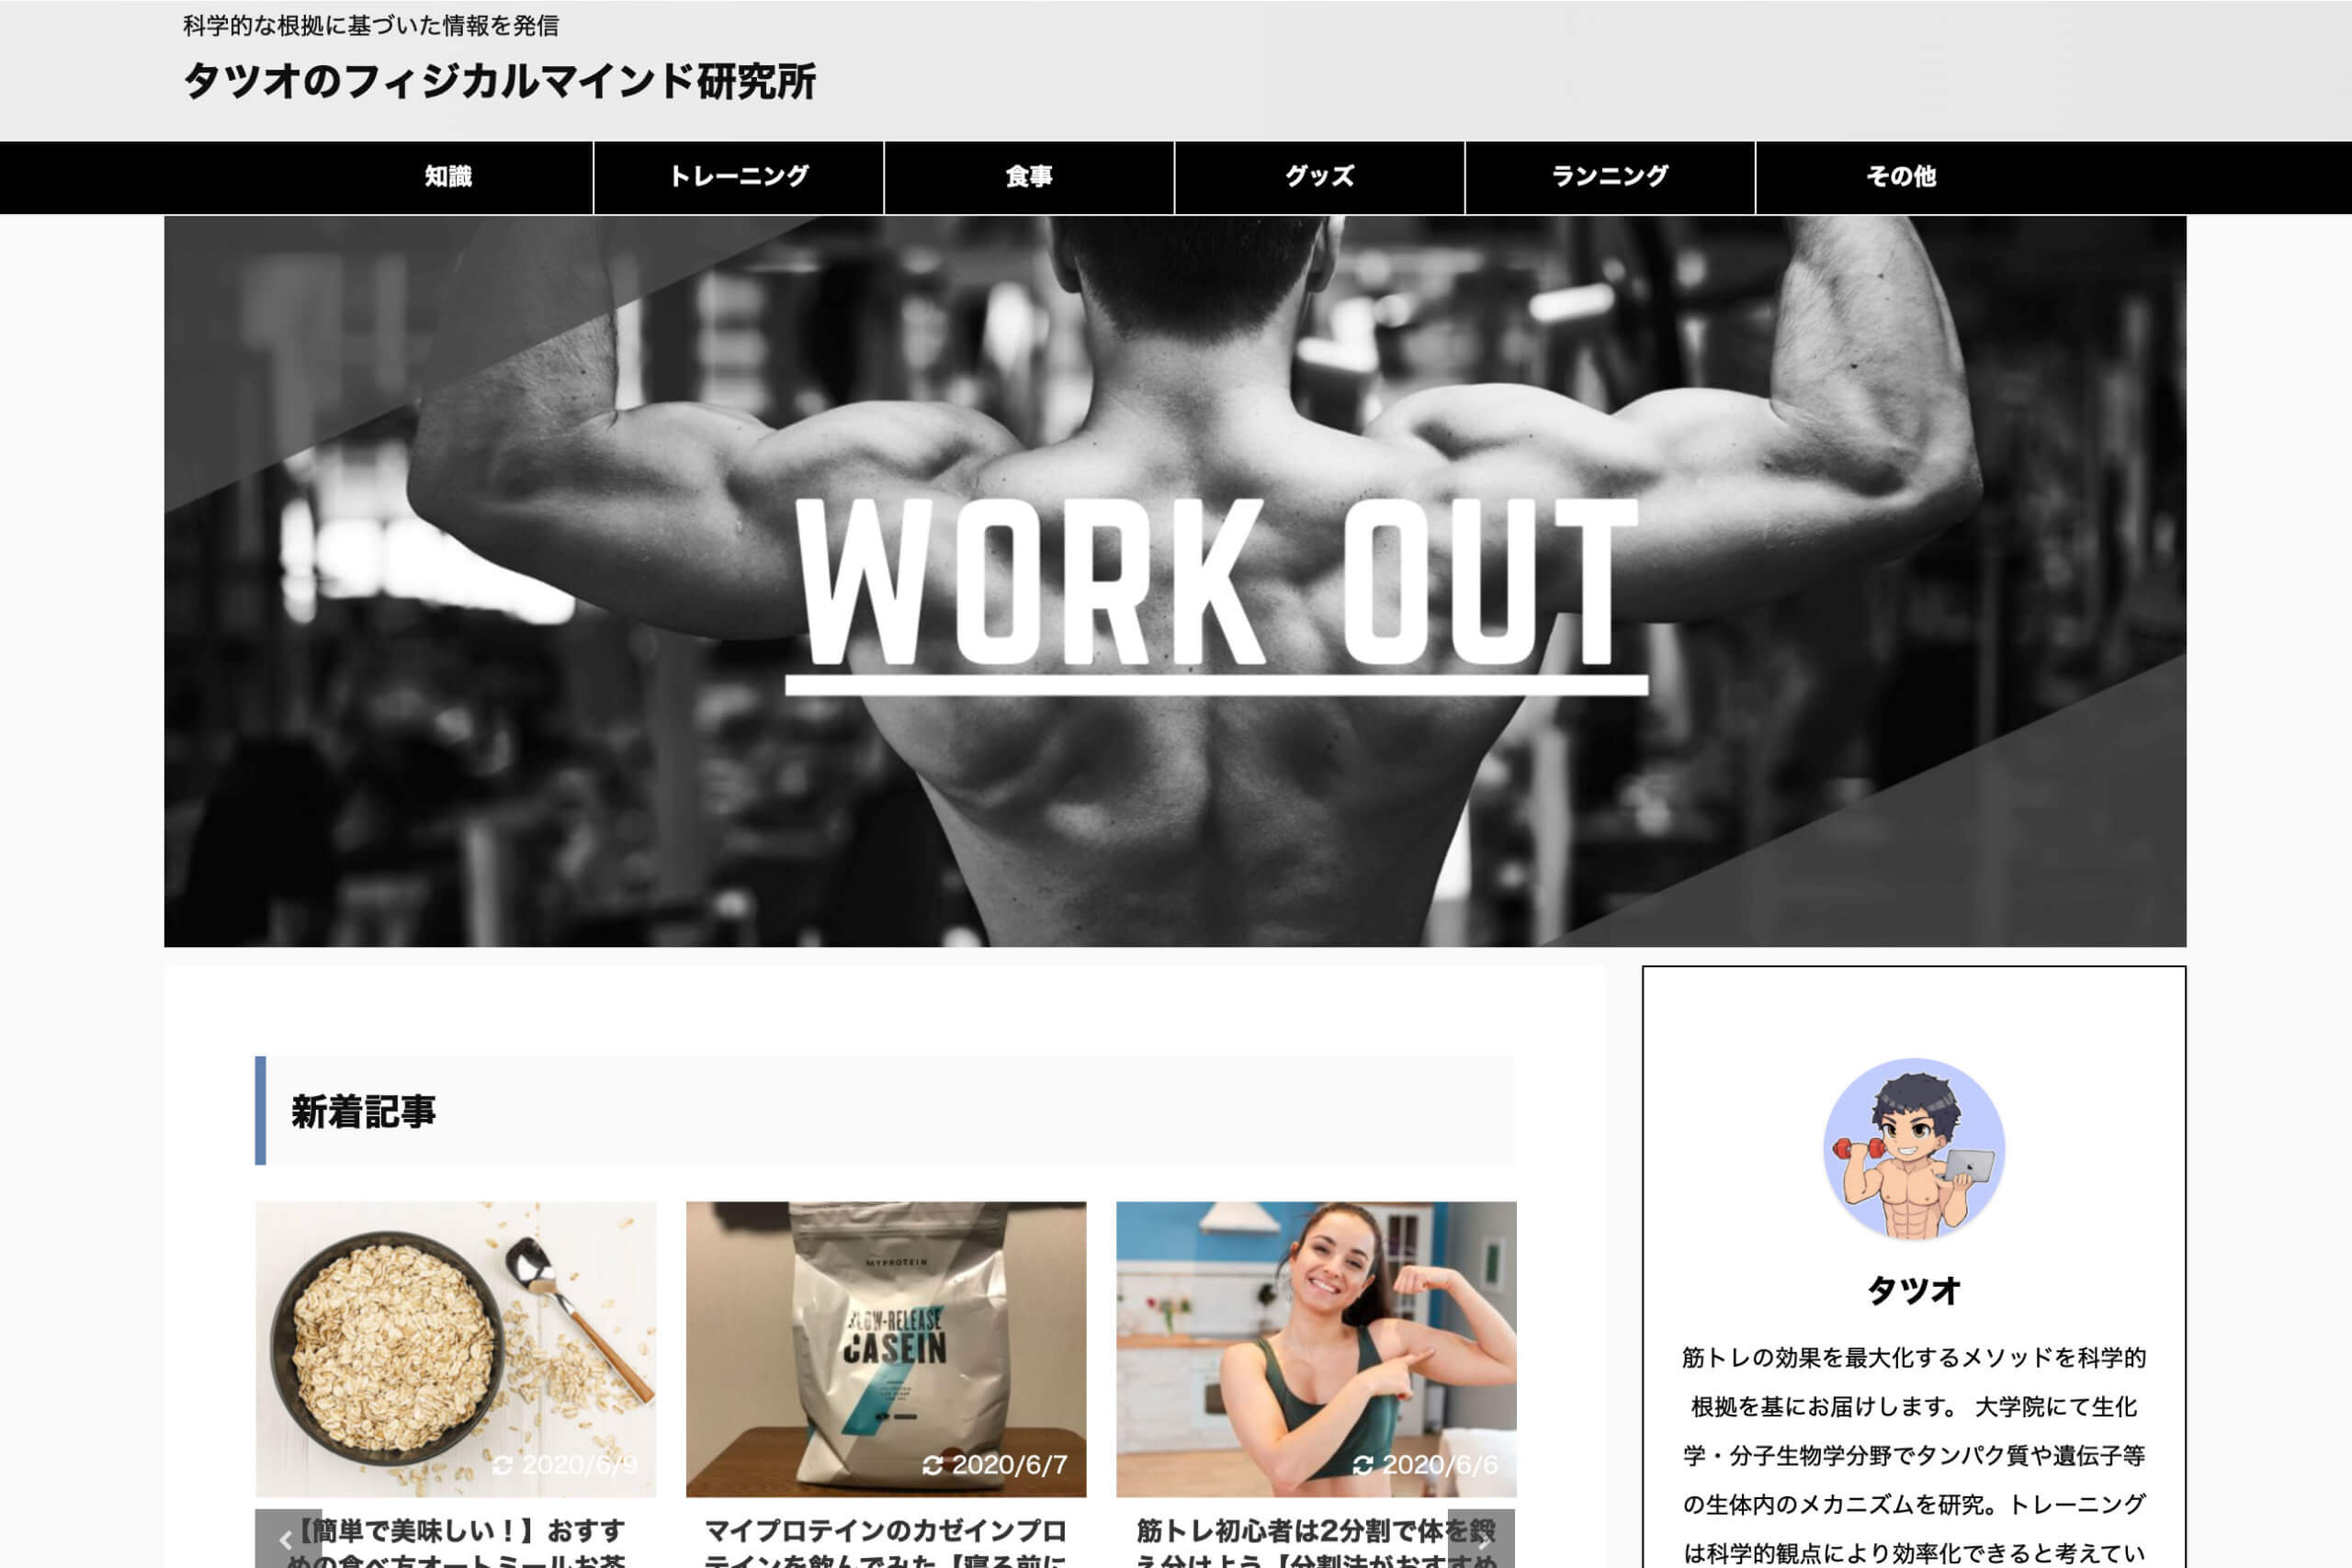 科学的な根拠に基づいた情報を発信
タツオのフィジカルマインド研究所
知識
トレーニング
食事
グッズ
ランニング
その他
WORK OUT
新着記事
2020/6/9
【簡単で美味しい！】おすす
めの食べ方オートミールお茶
MYPROTEIN
SLOW-RELEASE
CASEIN
2020/6/7
マイプロテインのカゼインプロ
テインを飲んでみた【寝る前に
2020/6/6
筋トレ初心者は2分割で体を鍛
え分けよう【分割法がおすすめ
タツオ
筋トレの効果を最大化するメソッドを科学的
根拠を基にお届けします。 大学院にて生化
学・分子生物学分野でタンパク質や遺伝子等
の生体内のメカニズムを研究。トレーニング
は科学的観点により効率化できると考えてい